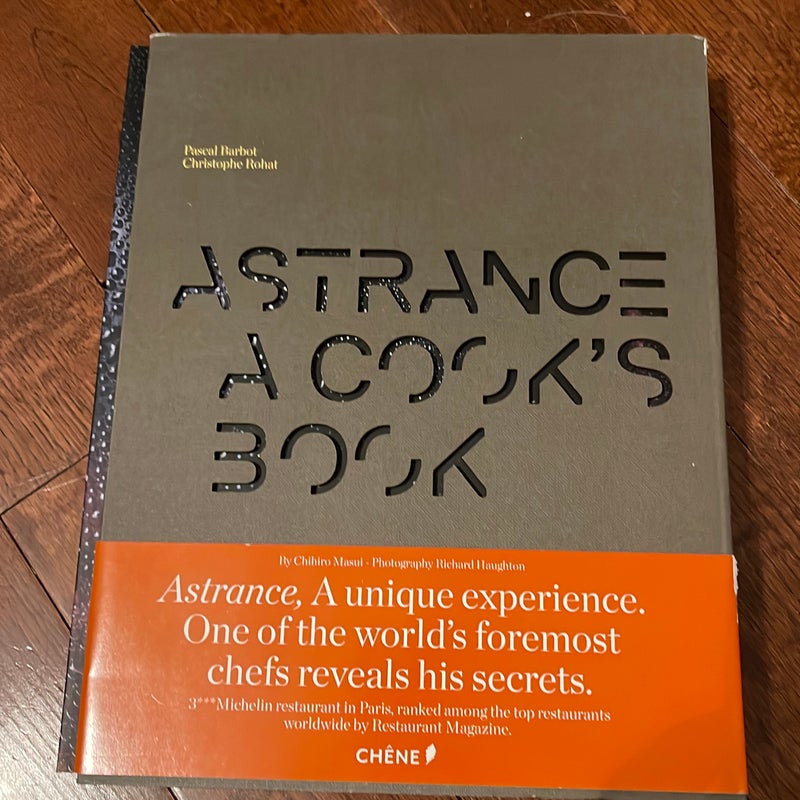 Pascal Barbot
Christophe Rohat
ASTRANCE
A COOK'S
BOOK
By Chihiro Masui - Photography Richard Haughton
Astrance, A unique experience.
One of the world's foremost
chefs reveals his secrets.
3***Michelin restaurant in Paris, ranked among the top restaurants
worldwide by Restaurant Magazine.
CHÊNE